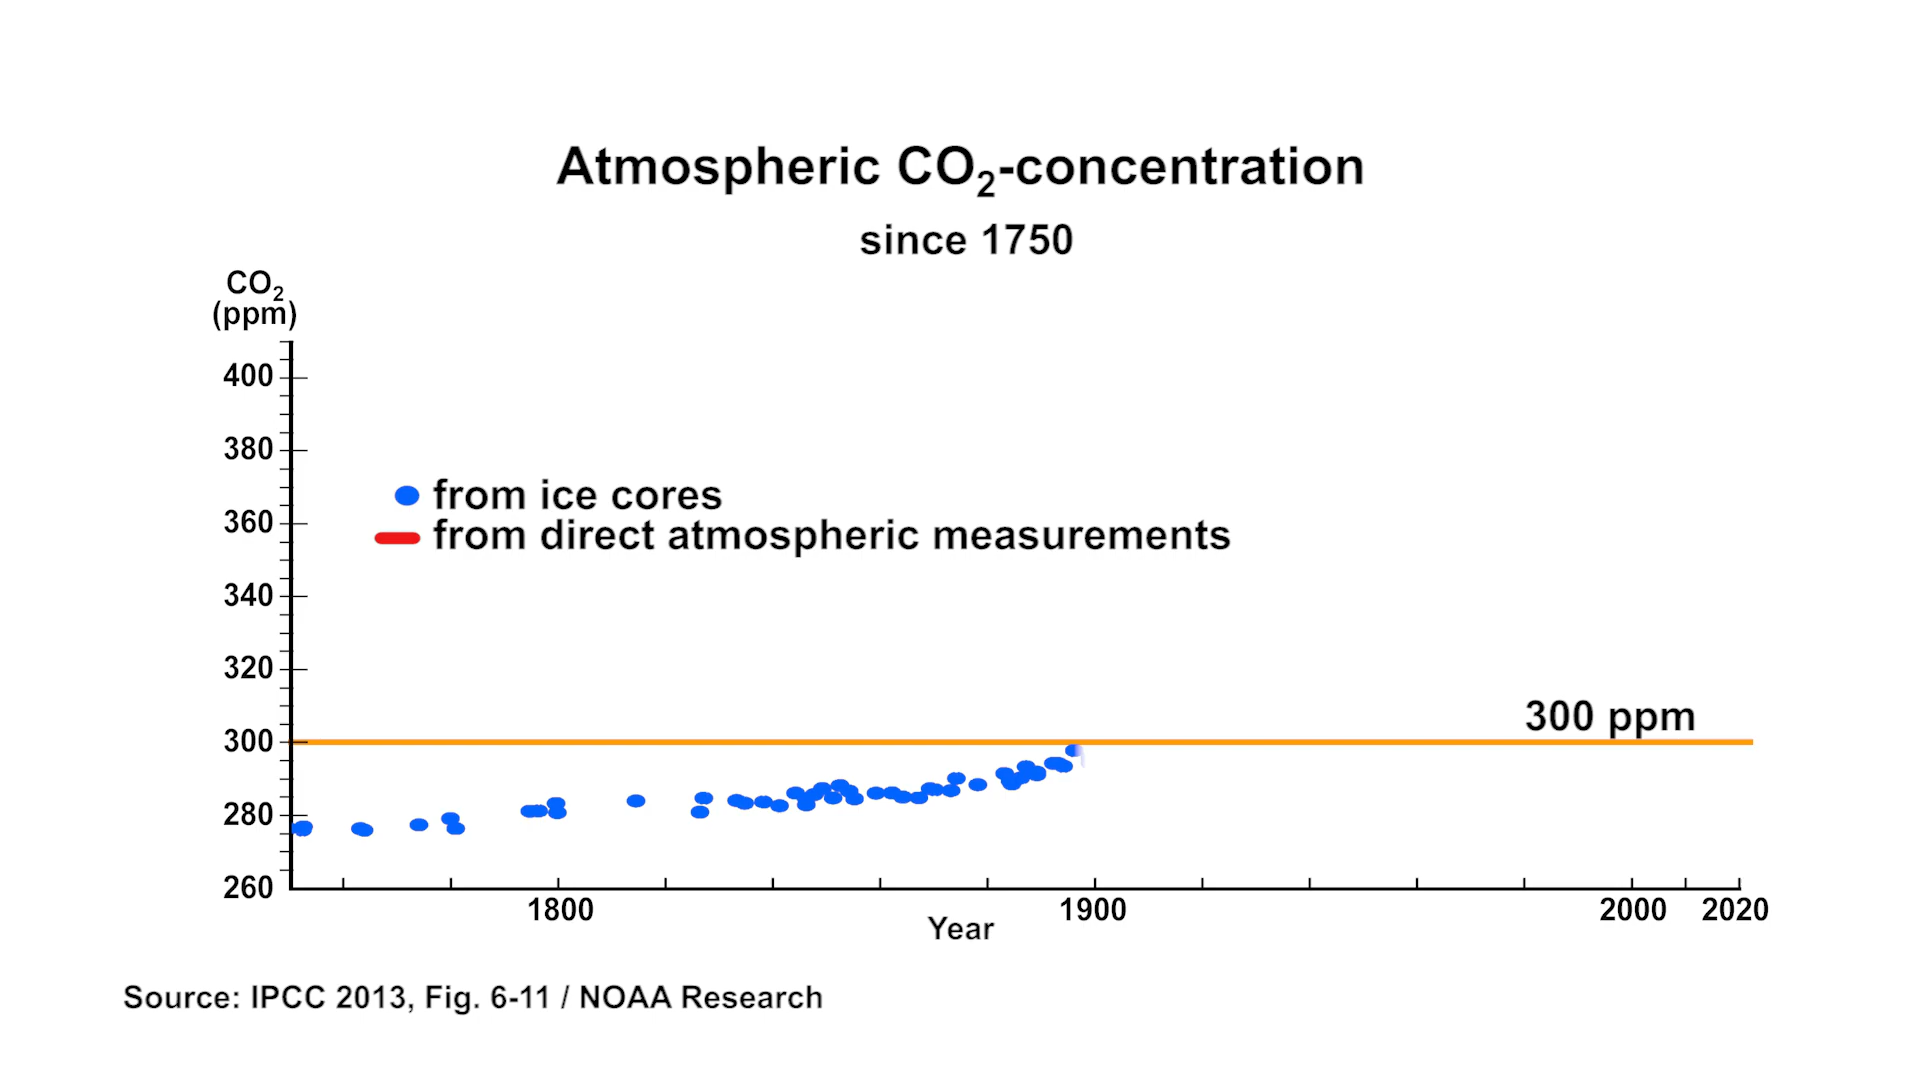 Atmospheric CO₂-concentration
since 1750
CO₂
(ppm)
400
380
360
340
320
300
280
260
from ice cores
from direct atmospheric measurements
300 ppm
1800
1900
2000
2020
Year
Source: IPCC 2013, Fig. 6-11 / NOAA Research